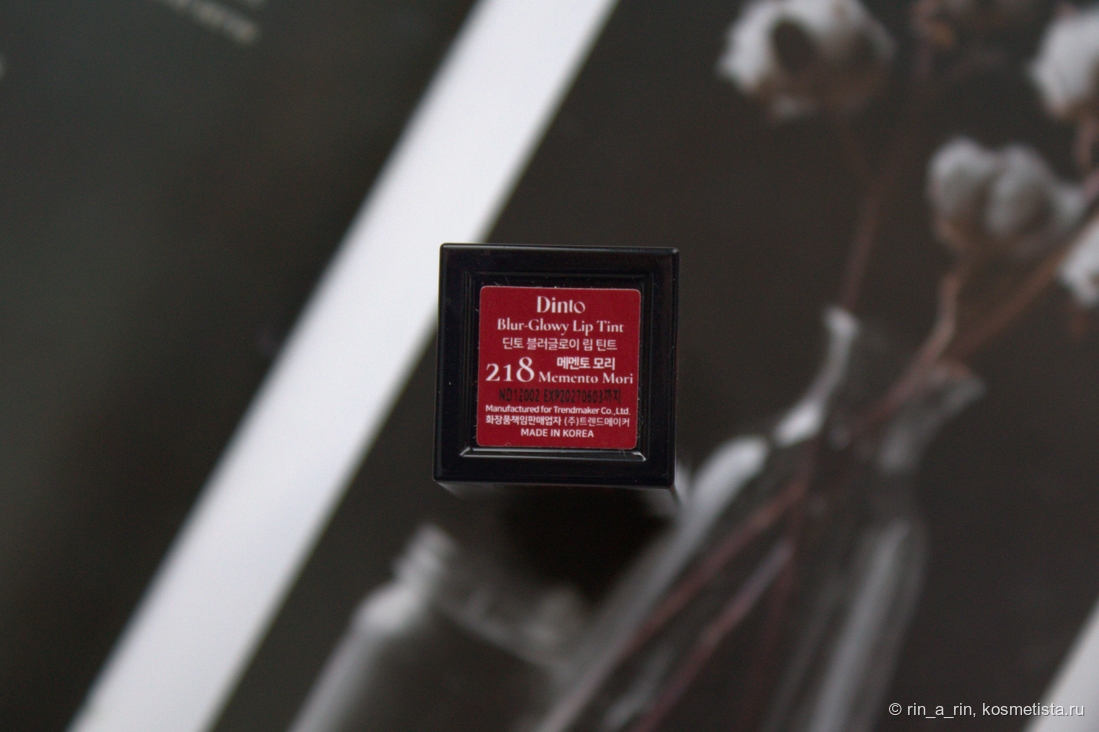 Dinto
Blur-Glowy Lip Tint
딘토 블러글로이 립 틴트
메멘토 모리
218 Memento Mori
ND12002 EXP20270603까지
Manufactured for Trendmaker Co.,Ltd.
화장품책임판매업자 (주)트렌드메이커
MADE IN KOREA
© rin_a_rin, kosmetista.ru